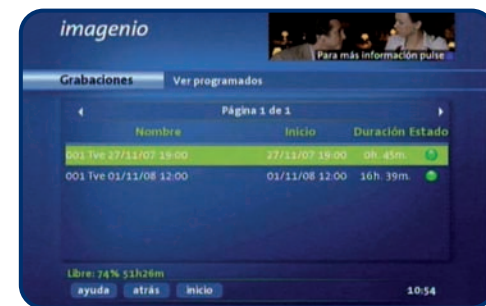 imagenio
Para más información pulse
Grabaciones Ver programados
Página 1 de 1
Nombre Inicio Duración Estado
001 Tve 27/11/07 19:00 27/11/07 19:00 0h. 45m.
001 Tve 01/11/08 12:00 01/11/08 12:00 16h. 39m.
Libre: 74% 51h26m
ayuda atrás inicio 10:54